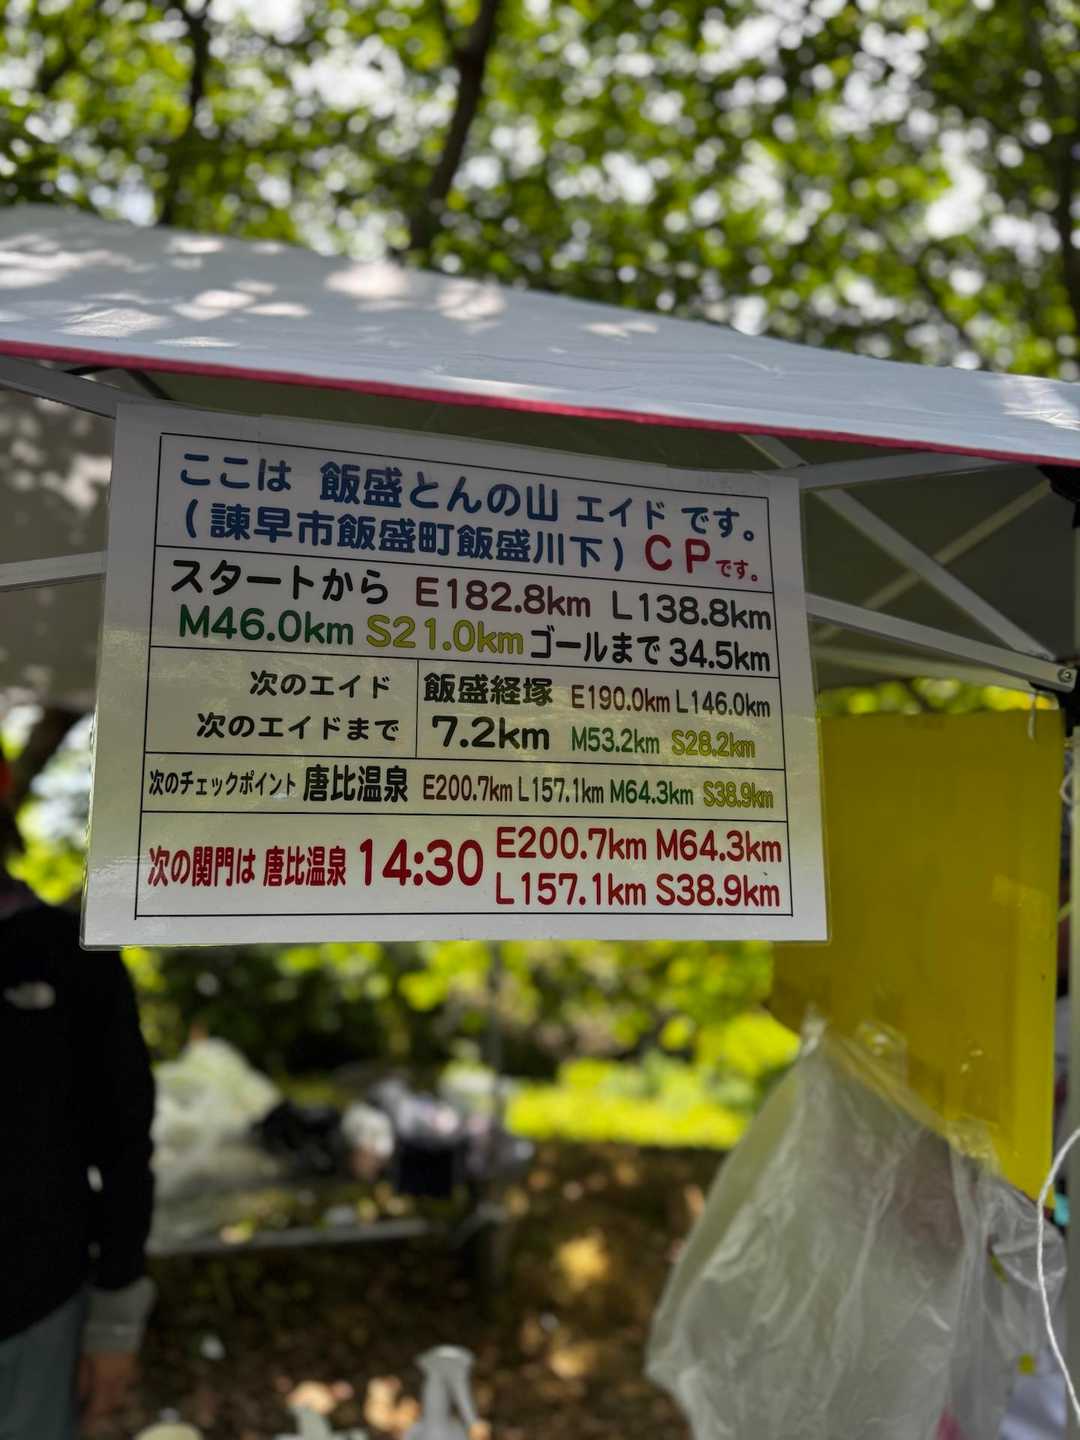 ここは 飯盛とんの山 エイド です。
(諫早市飯盛町飯盛川下) CPです。
スタートから E182.8km L138.8km
M46.0km S21.0km ゴールまで 34.5km
次のエイド 飯盛経塚 E190.0km L146.0km
次のエイドまで 7.2km M53.2km S28.2km
次のチェックポイント 唐比温泉 E200.7km L157.1km M64.3km S38.9km
次の関門は 唐比温泉 14:30 E200.7km M64.3km
L157.1km S38.9km